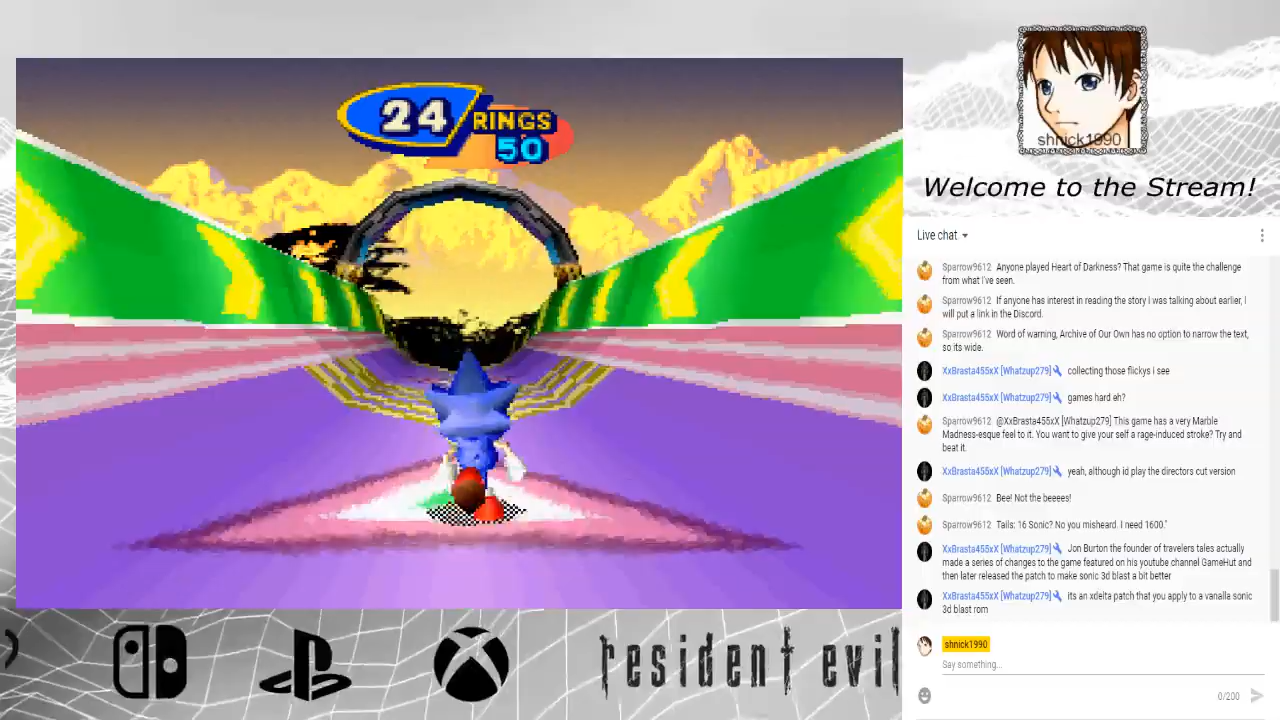 24 RINGS
50
shnick1990
Welcome to the Stream!
Live chat
Sparrow9612 Anyone played Heart of Darkness? That game is quite the challenge
from what I've seen.
Sparrow9612 If anyone has interest in reading the story I was talking about earlier, I
will put a link in the Discord.
Sparrow9612 Word of warning, Archive of Our Own has no option to narrow the text,
so its wide.
XxBrasta455xX [Whatzup279] collecting those flickys i see
XxBrasta455xX [Whatzup279] games hard eh?
Sparrow9612 @XxBrasta455xX [Whatzup279] This game has a very Marble
Madness-esque feel to it. You want to give your self a rage-induced stroke? Try and
beat it.
XxBrasta455xX [Whatzup279] yeah, although id play the directors cut version
Sparrow9612 Bee! Not the beeees!
Sparrow9612 Tails: 16 Sonic? No you misheard. I need 1600."
XxBrasta455xX [Whatzup279] Jon Burton the founder of travelers tales actually
made a series of changes to the game featured on his youtube channel GameHut and
then later released the patch to make sonic 3d blast a bit better
XxBrasta455xX [Whatzup279] its an xdelta patch that you apply to a vanalla sonic
3d blast rom
shnick1990
Say something...
0/200
resident evil